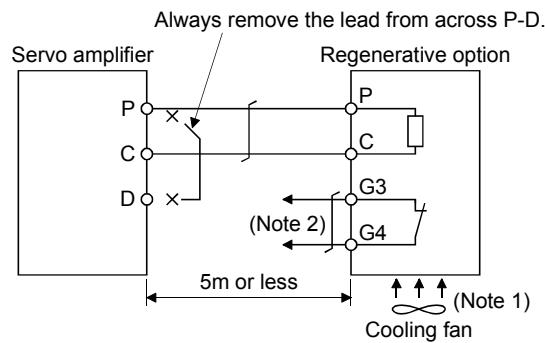 Always remove the lead from across P-D.
Servo amplifier
Regenerative option
P
P
C
C
D
G3
(Note 2)
G4
5m or less
(Note 1)
Cooling fan